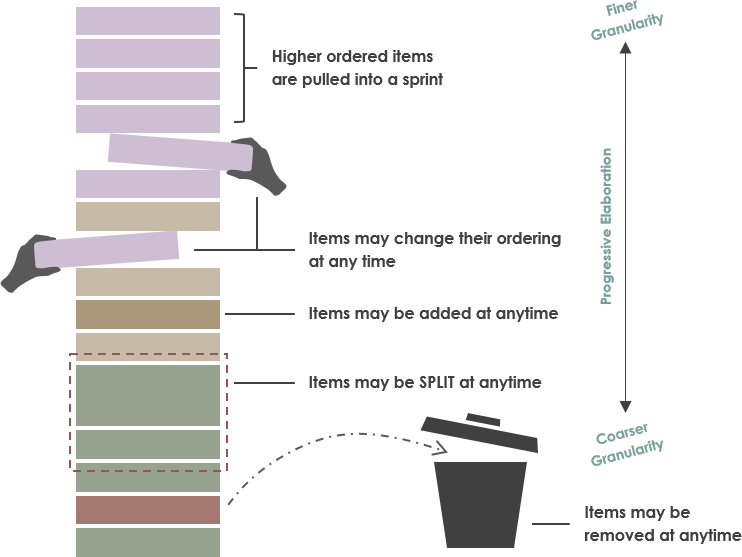 Finer
Granularity
Higher ordered items
are pulled into a sprint
Progressive Elaboration
Items may change their ordering
at any time
Items may be added at anytime
Items may be SPLIT at anytime
Coarser
Granularity
Items may be
removed at anytime